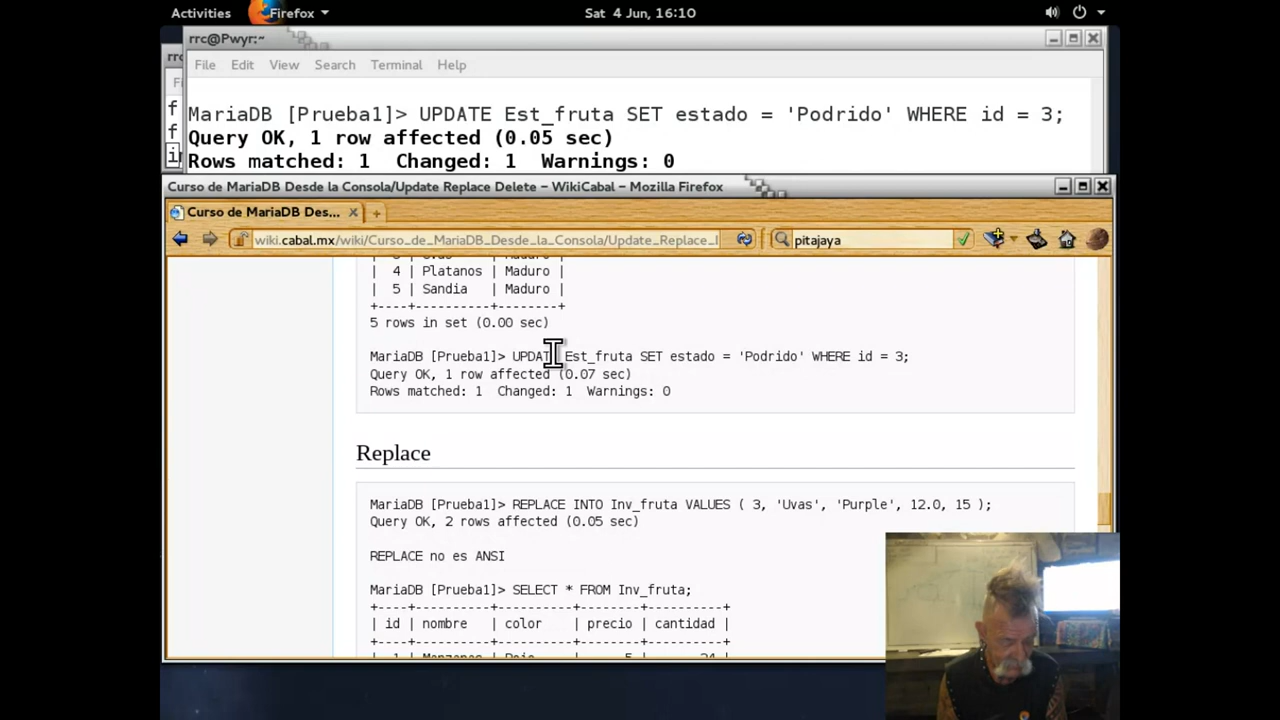 Activities Firefox Sat 4 Jun, 16:10
rrc@Pwyr:~
File Edit View Search Terminal Help
MariaDB [Prueba1]> UPDATE Est_fruta SET estado = 'Podrido' WHERE id = 3;
Query OK, 1 row affected (0.05 sec)
Rows matched: 1 Changed: 1 Warnings: 0
Curso de MariaDB Desde la Consola/Update Replace Delete – WikiCabal – Mozilla Firefox
Curso de MariaDB Des...
wiki.cabal.mx/wiki/Curso_de_MariaDB_Desde_la_Consola/Update_Replace_
pitajaya
| 4 | Platanos | Maduro |
| 5 | Sandia | Maduro |
+----+----------+--------+
5 rows in set (0.00 sec)
MariaDB [Prueba1]> UPDATE Est_fruta SET estado = 'Podrido' WHERE id = 3;
Query OK, 1 row affected (0.07 sec)
Rows matched: 1 Changed: 1 Warnings: 0
Replace
MariaDB [Prueba1]> REPLACE INTO Inv_fruta VALUES ( 3, 'Uvas', 'Purple', 12.0, 15 );
Query OK, 2 rows affected (0.05 sec)
REPLACE no es ANSI
MariaDB [Prueba1]> SELECT * FROM Inv_fruta;
+----+----------+----------+--------+----------+
| id | nombre | color | precio | cantidad |
+----+----------+----------+--------+----------+